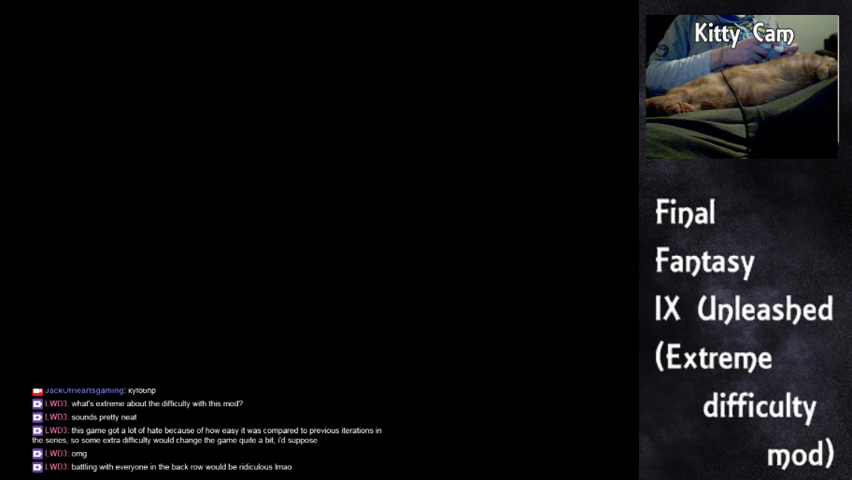 Kitty Cam
Final
Fantasy
IX Unleashed
(Extreme
difficulty
mod)
JackOfHeartsgaming: kyfo6hp
LWD3: what's extreme about the difficulty with this mod?
LWD3: sounds pretty neat
LWD3: this game got a lot of hate because of how easy it was compared to previous iterations in
the series, so some extra difficulty would change the game quite a bit, i'd suppose
LWD3: omg
LWD3: battling with everyone in the back row would be ridiculous lmao